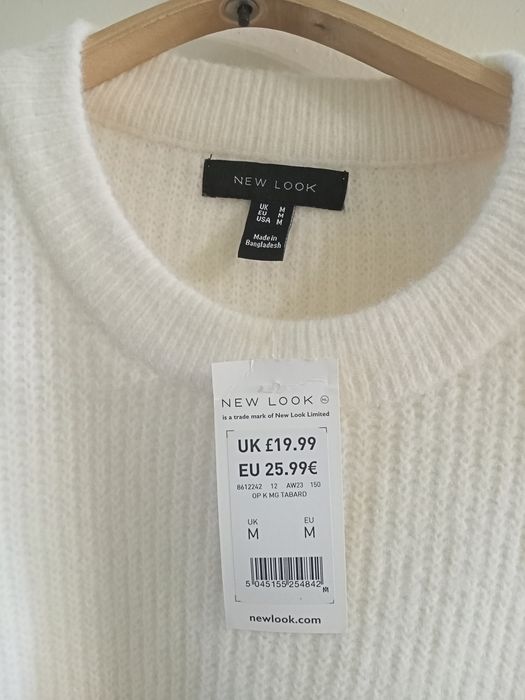 NEW LOOK
UK M
EU M
USA M
Made in
Bangladesh
NEW LOOK NL
is a trade mark of New Look Limited
UK £19.99
EU 25.99€
8612242 12 AW23 150
OP K MG TABARD
UK EU
M M
5 045155 254842 M
newlook.com